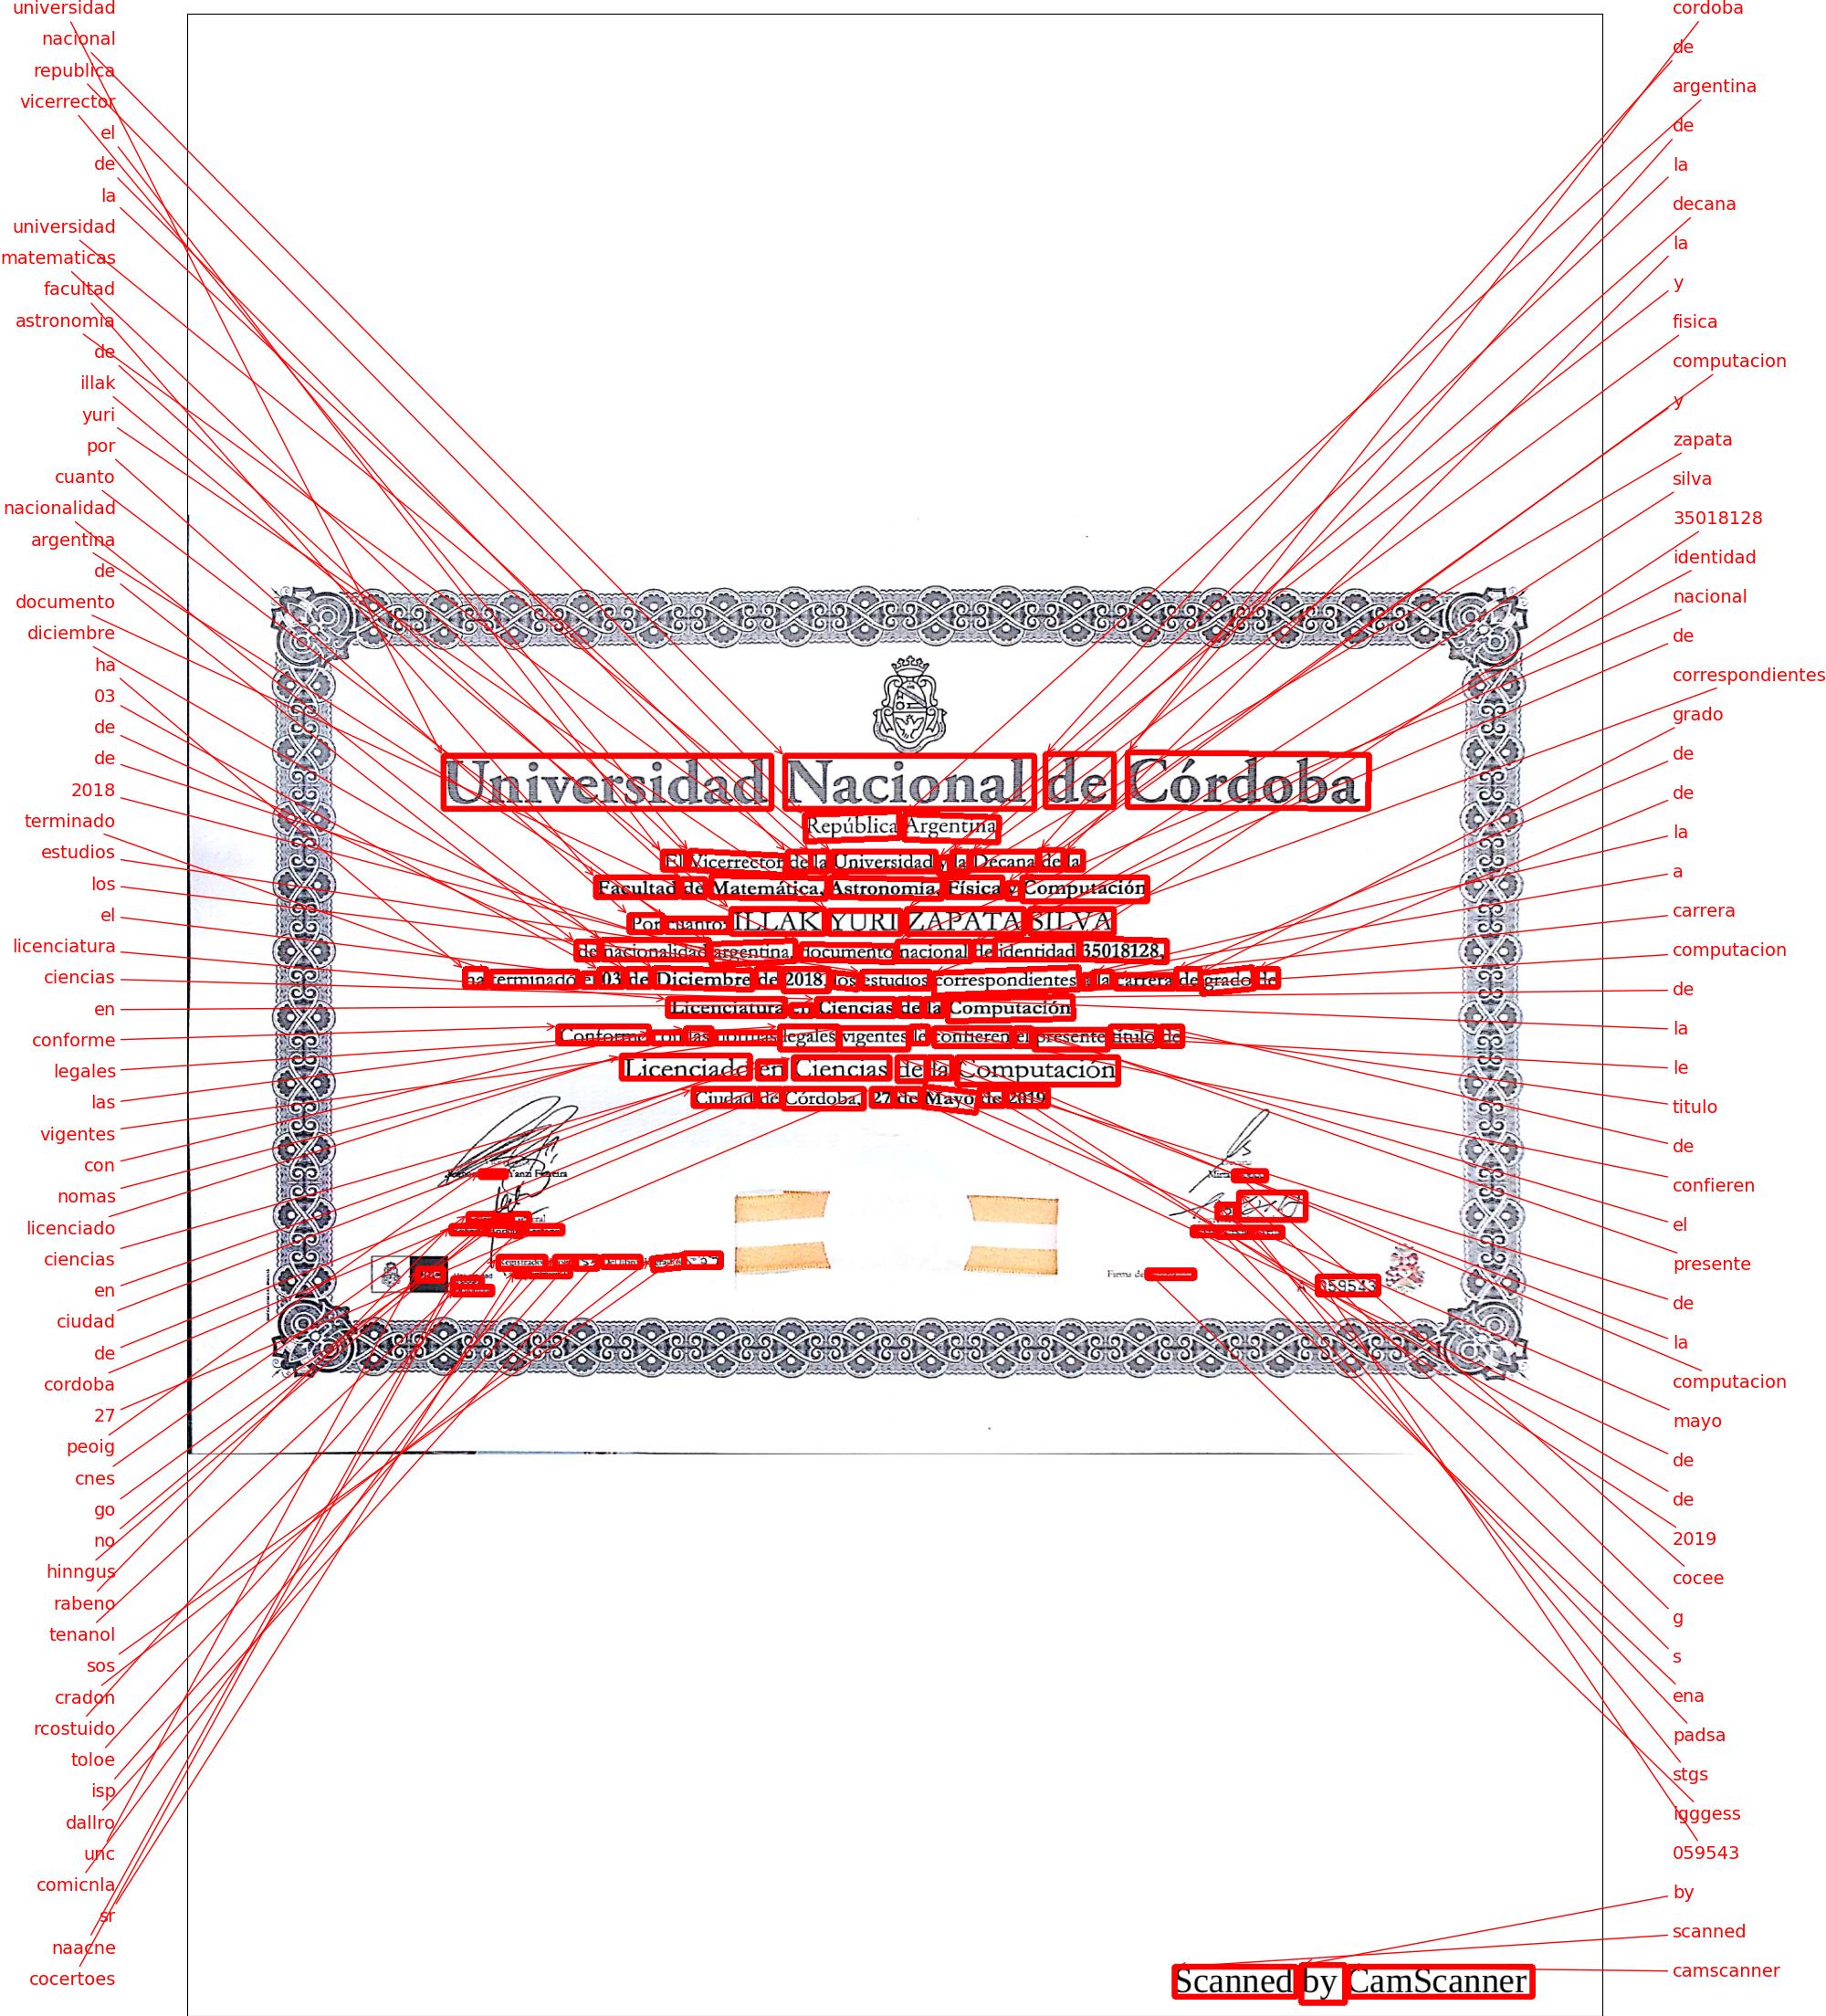 universidad
nacional
republica
vicerrector
el
de
la
universidad
matematicas
facultad
astronomia
de
illak
yuri
por
cuanto
nacionalidad
argentina
de
documento
diciembre
ha
03
de
de
2018
terminado
estudios
los
el
licenciatura
ciencias
en
conforme
legales
las
vigentes
con
nomas
licenciado
ciencias
en
ciudad
de
cordoba
27
peoig
cnes
go
no
hinngus
rabeno
tenanol
sos
cradon
rcostuido
toloe
isp
dallro
unc
comicnla
sr
naacne
cocertoes
Universidad Nacional de Córdoba
República Argentina
El Vicerrector de la Universidad y la Decana de la
Facultad de Matemática, Astronomía, Física y Computación
Por cuanto: ILLAK YURI ZAPATA SILVA
de nacionalidad argentina, documento nacional de identidad 35018128,
ha terminado el 03 de Diciembre de 2018, los estudios correspondientes a la carrera de grado de
Licenciatura en Ciencias de la Computación
Conforme con las normas legales vigentes le confieren el presente título de
Licenciado en Ciencias de la Computación
Ciudad de Córdoba, 27 de Mayo de 2019
Yanzi Ferreira
Firma de
059543
Scanned by CamScanner
cordoba
de
argentina
de
la
decana
la
y
fisica
computacion
y
zapata
silva
35018128
identidad
nacional
de
correspondientes
grado
de
de
la
a
carrera
computacion
de
la
le
titulo
de
confieren
el
presente
de
la
computacion
mayo
de
de
2019
cocee
g
s
ena
padsa
stgs
igggess
059543
by
scanned
camscanner